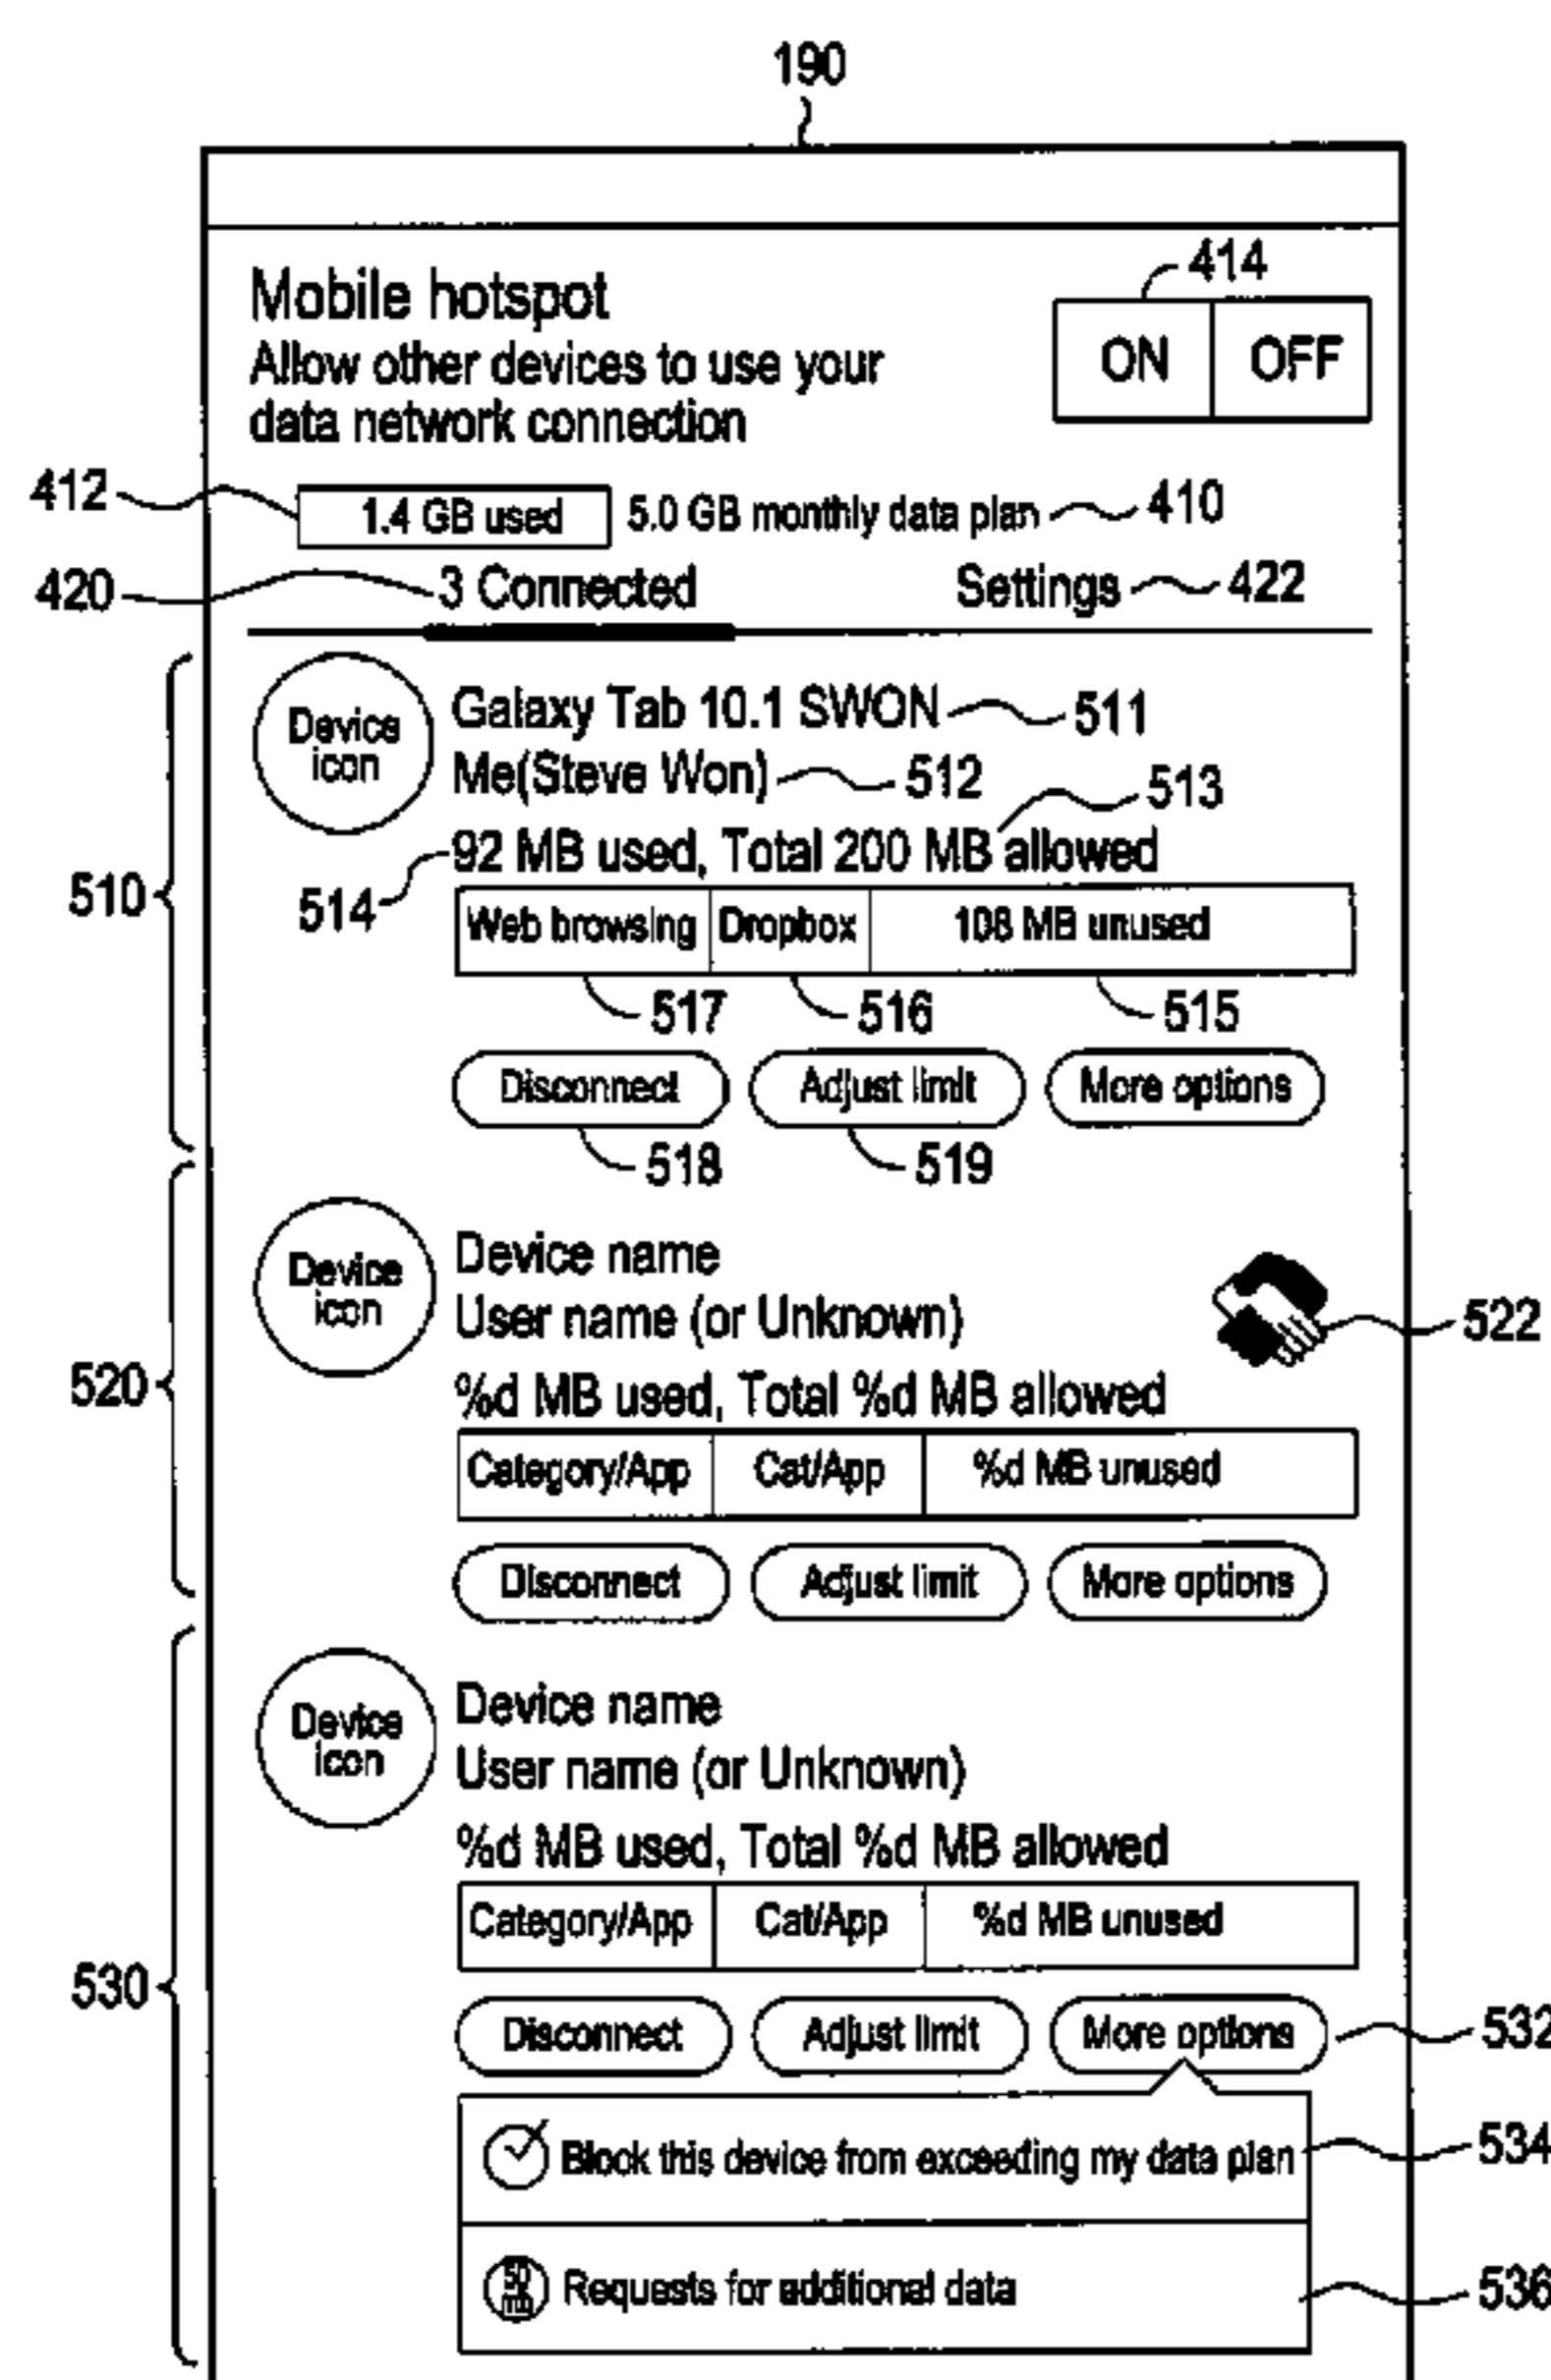 190
Mobile hotspot
414
Allow other devices to use your
data network connection
ON OFF
412
1.4 GB used 5.0 GB monthly data plan 410
420 3 Connected Settings 422
Device
icon
Galaxy Tab 10.1 SWON 511
Me(Steve Won) 512
513
92 MB used, Total 200 MB allowed
510
514
Web browsing Dropbox 108 MB unused
517 516 515
Disconnect Adjust limit More options
518 519
Device
icon
Device name
User name (or Unknown)
522
520
%d MB used, Total %d MB allowed
Category/App Cat/App %d MB unused
Disconnect Adjust limit More options
Device
icon
Device name
User name (or Unknown)
%d MB used, Total %d MB allowed
Category/App Cat/App %d MB unused
530
Disconnect Adjust limit More options 532
Block this device from exceeding my data plan 534
Requests for additional data 536